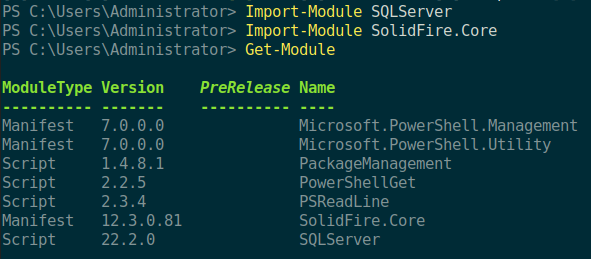 PS C:\Users\Administrator> Import-Module SQLServer
PS C:\Users\Administrator> Import-Module SolidFire.Core
PS C:\Users\Administrator> Get-Module
ModuleType Version    PreRelease Name
---------- -------    ---------- ----
Manifest   7.0.0.0               Microsoft.PowerShell.Management
Manifest   7.0.0.0               Microsoft.PowerShell.Utility
Script     1.4.8.1               PackageManagement
Script     2.2.5                 PowerShellGet
Script     2.3.4                 PSReadLine
Manifest   12.3.0.81             SolidFire.Core
Script     22.2.0                SQLServer